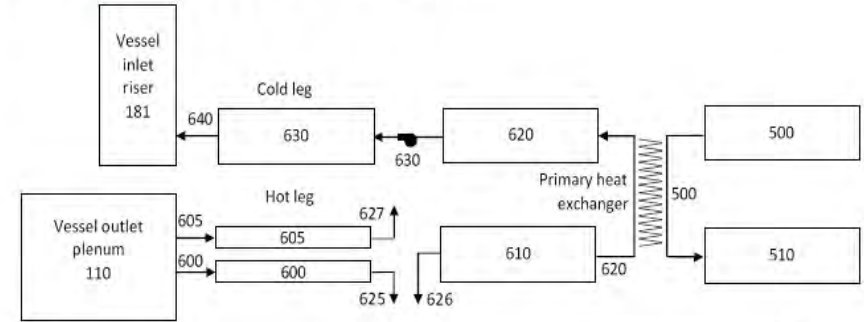 Vessel
inlet
riser
181
Cold leg
640
630
630
620
500
Primary heat
exchanger
500
Hot leg
Vessel outlet
plenum
110
605
605
627
600
600
625
626
610
620
510